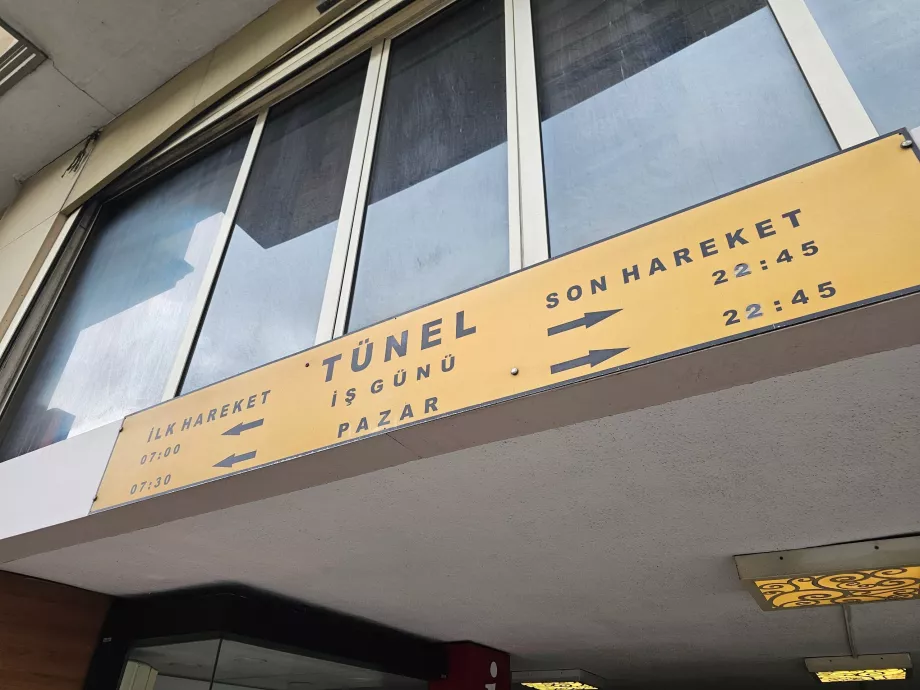 TÜNEL
İLK HAREKET İŞ GÜNÜ SON HAREKET
07:00 22:45
07:30 PAZAR 22:45